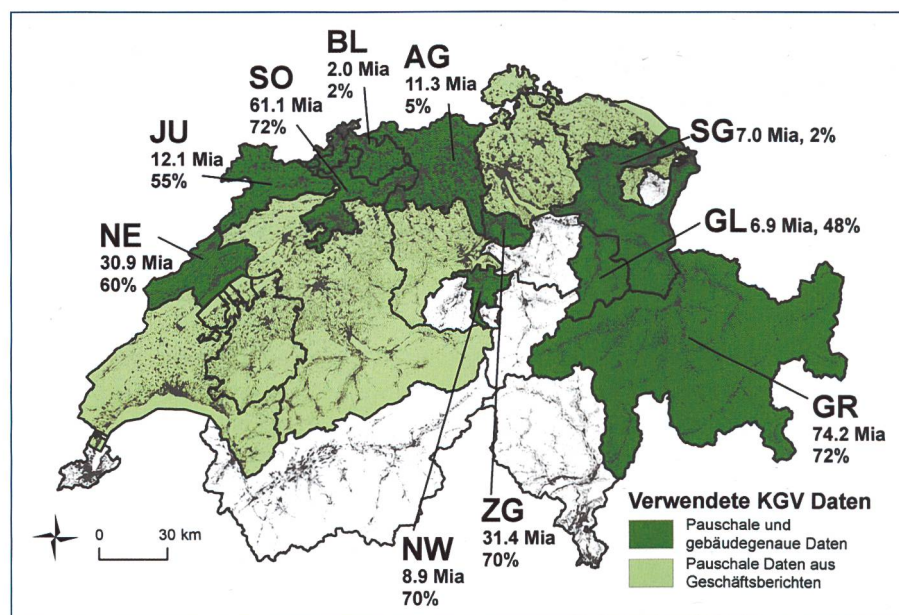 BL
2.0 Mia
2%
AG
11.3 Mia
5%
SO
61.1 Mia
72%
JU
12.1 Mia
55%
SG 7.0 Mia, 2%
GL 6.9 Mia, 48%
NE
30.9 Mia
60%
GR
74.2 Mia
72%
ZG
31.4 Mia
70%
NW
8.9 Mia
70%
0 30 km
Verwendete KGV Daten
Pauschale und
gebäudegenaue Daten
Pauschale Daten aus
Geschäftsberichten